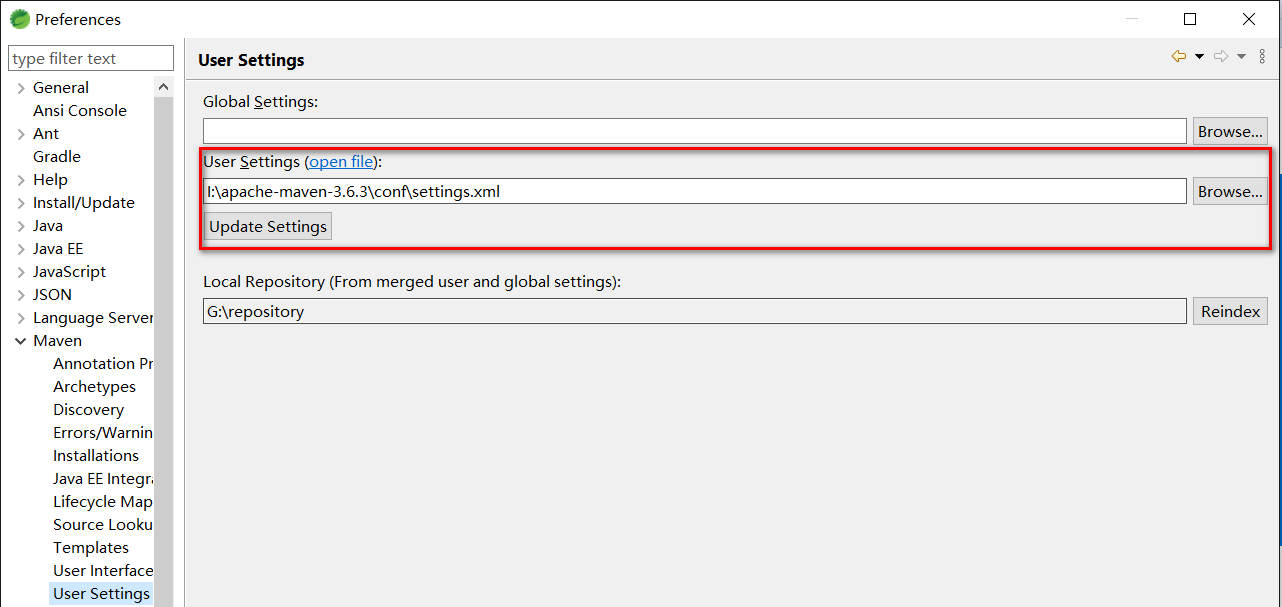 Preferences
type filter text
General
Ansi Console
Ant
Gradle
Help
Install/Update
Java
Java EE
JavaScript
JSON
Language Server
Maven
Annotation Pr
Archetypes
Discovery
Errors/Warnin
Installations
Java EE Integra
Lifecycle Map
Source Looku
Templates
User Interface
User Settings
User Settings
Global Settings:
Browse...
User Settings (open file):
I:\apache-maven-3.6.3\conf\settings.xml
Browse...
Update Settings
Local Repository (From merged user and global settings):
G:\repository
Reindex